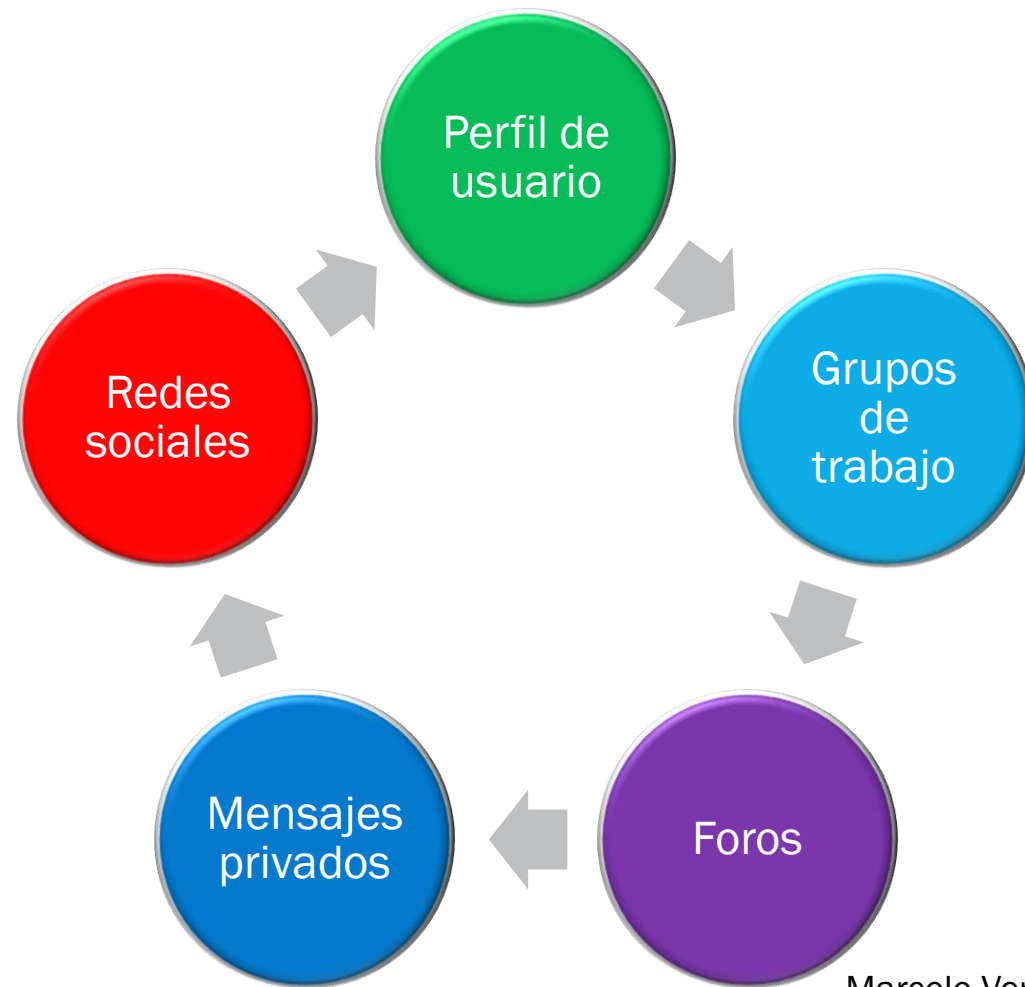 Perfil de
usuario
Grupos
de
trabajo
Foros
Mensajes
privados
Redes
sociales